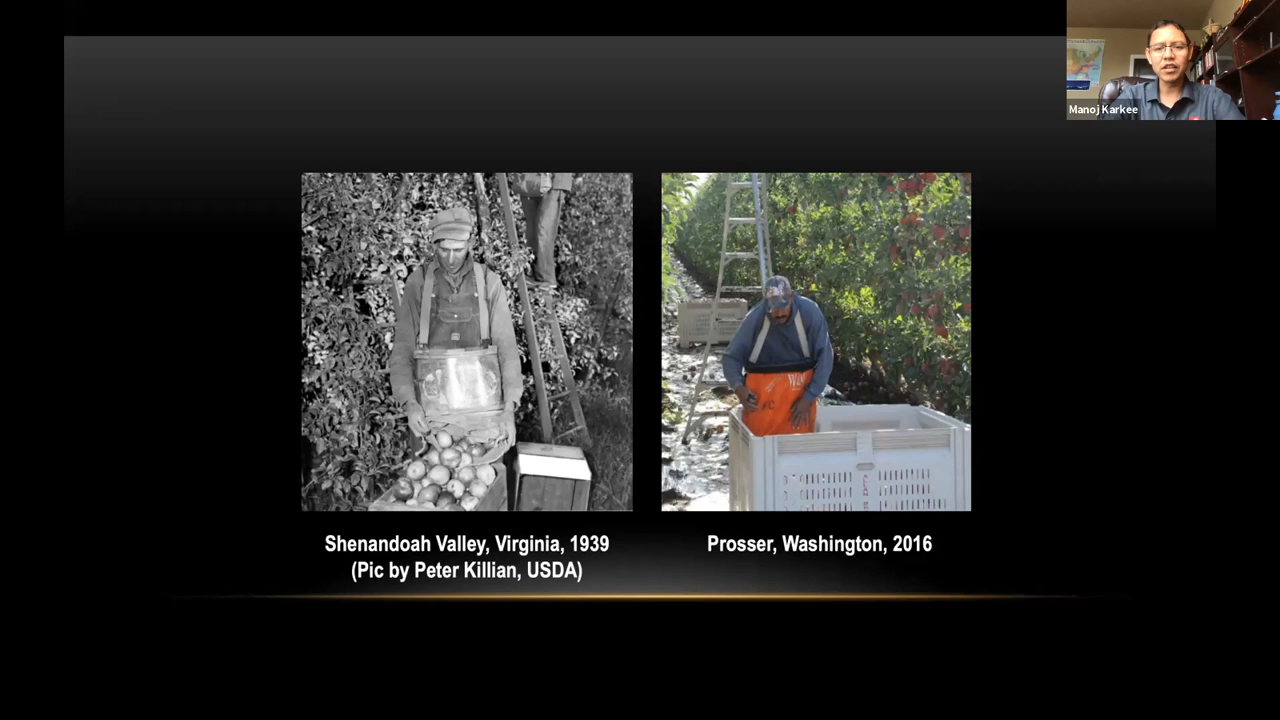 Manoj Karkee
Shenandoah Valley, Virginia, 1939
(Pic by Peter Killian, USDA)
Prosser, Washington, 2016